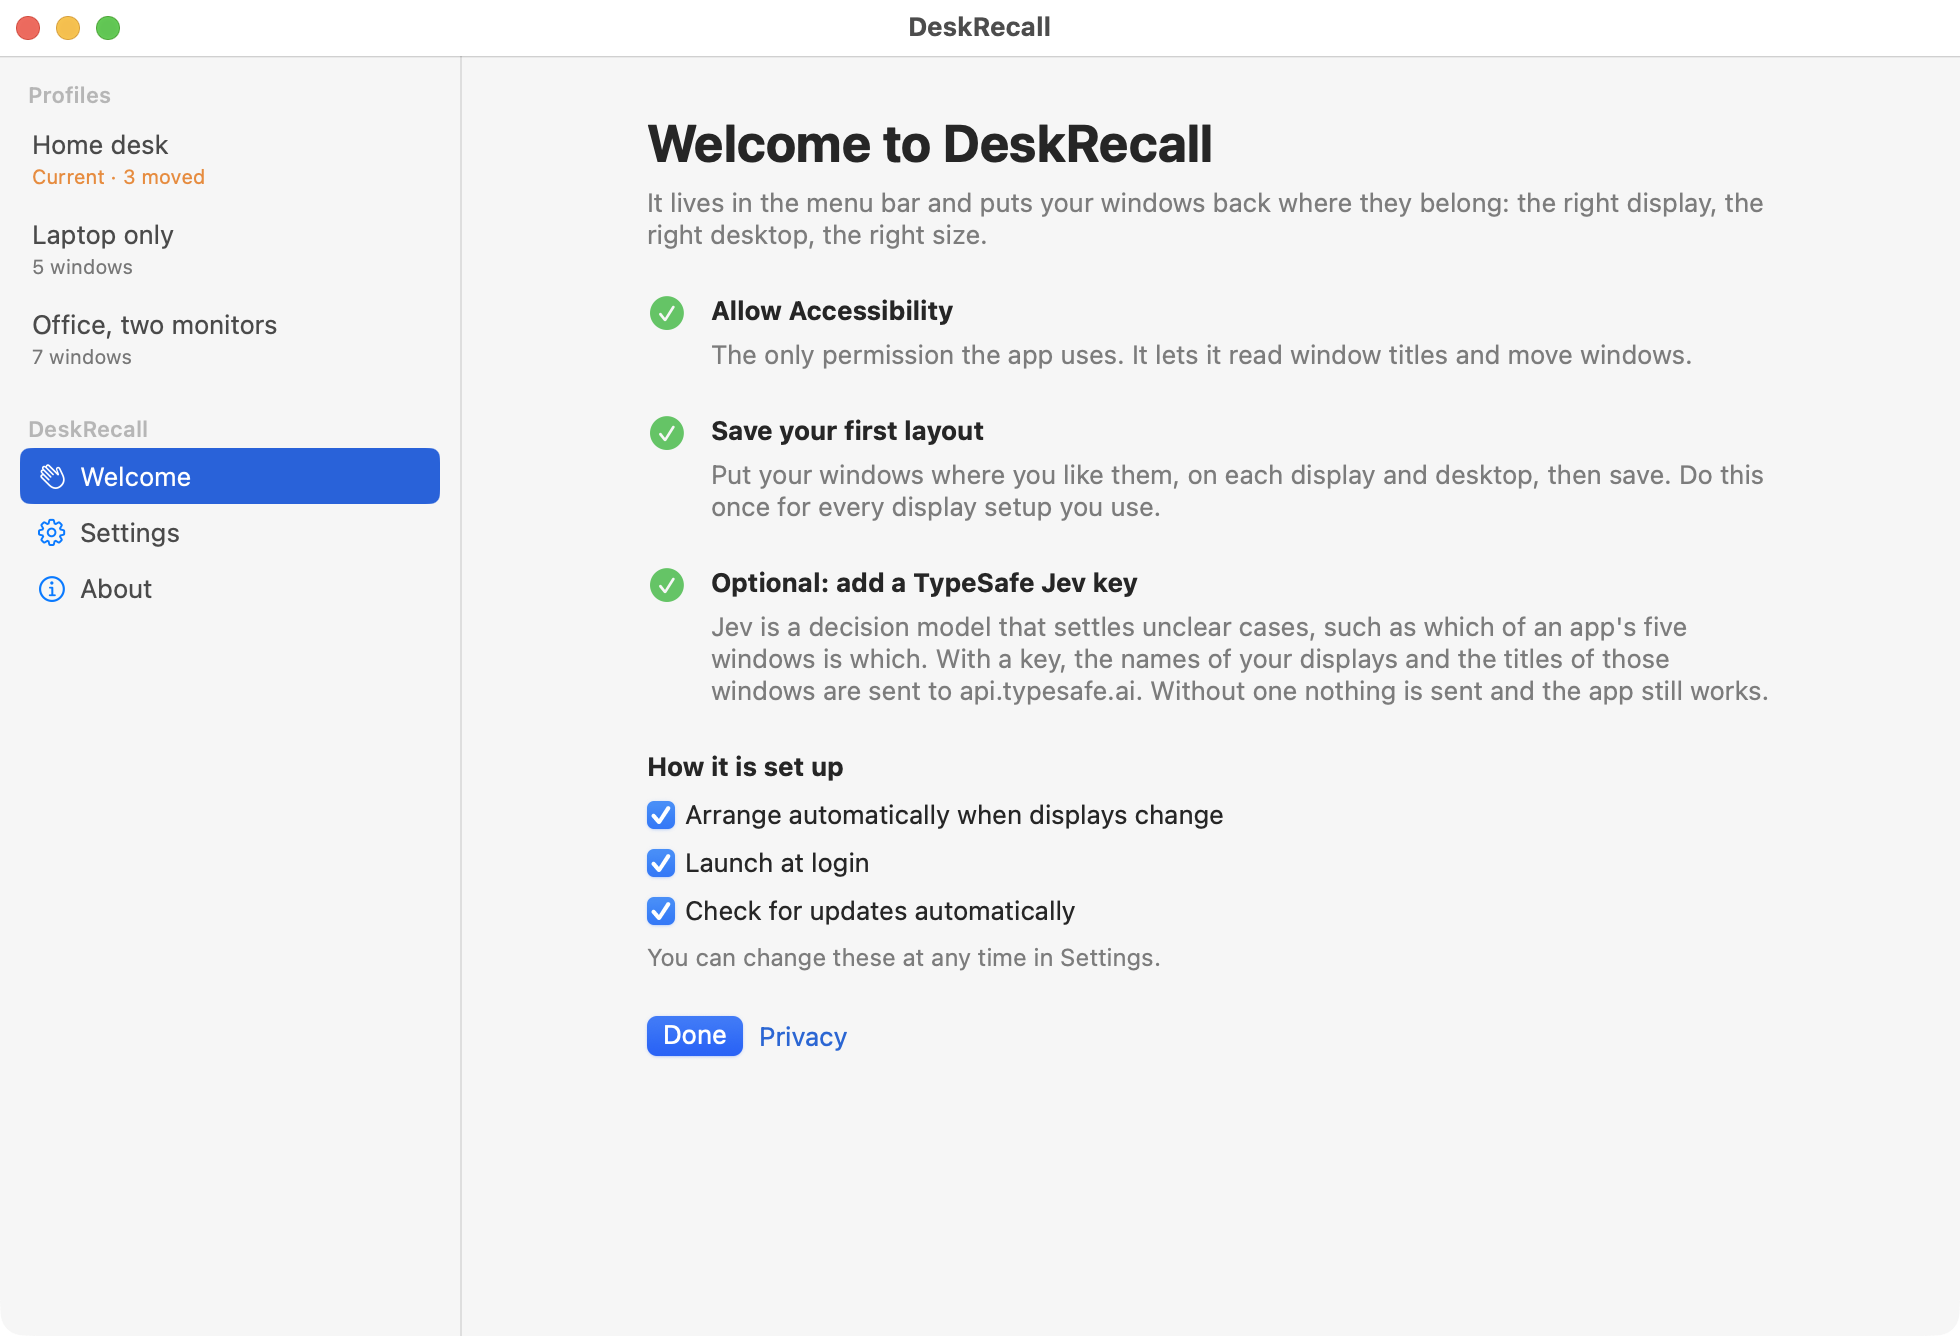 DeskRecall
Profiles
Home desk
Current · 3 moved
Laptop only
5 windows
Office, two monitors
7 windows
DeskRecall
Welcome
Settings
About
Welcome to DeskRecall
It lives in the menu bar and puts your windows back where they belong: the right display, the
right desktop, the right size.
Allow Accessibility
The only permission the app uses. It lets it read window titles and move windows.
Save your first layout
Put your windows where you like them, on each display and desktop, then save. Do this
once for every display setup you use.
Optional: add a TypeSafe Jev key
Jev is a decision model that settles unclear cases, such as which of an app's five
windows is which. With a key, the names of your displays and the titles of those
windows are sent to api.typesafe.ai. Without one nothing is sent and the app still works.
How it is set up
Arrange automatically when displays change
Launch at login
Check for updates automatically
You can change these at any time in Settings.
Done
Privacy